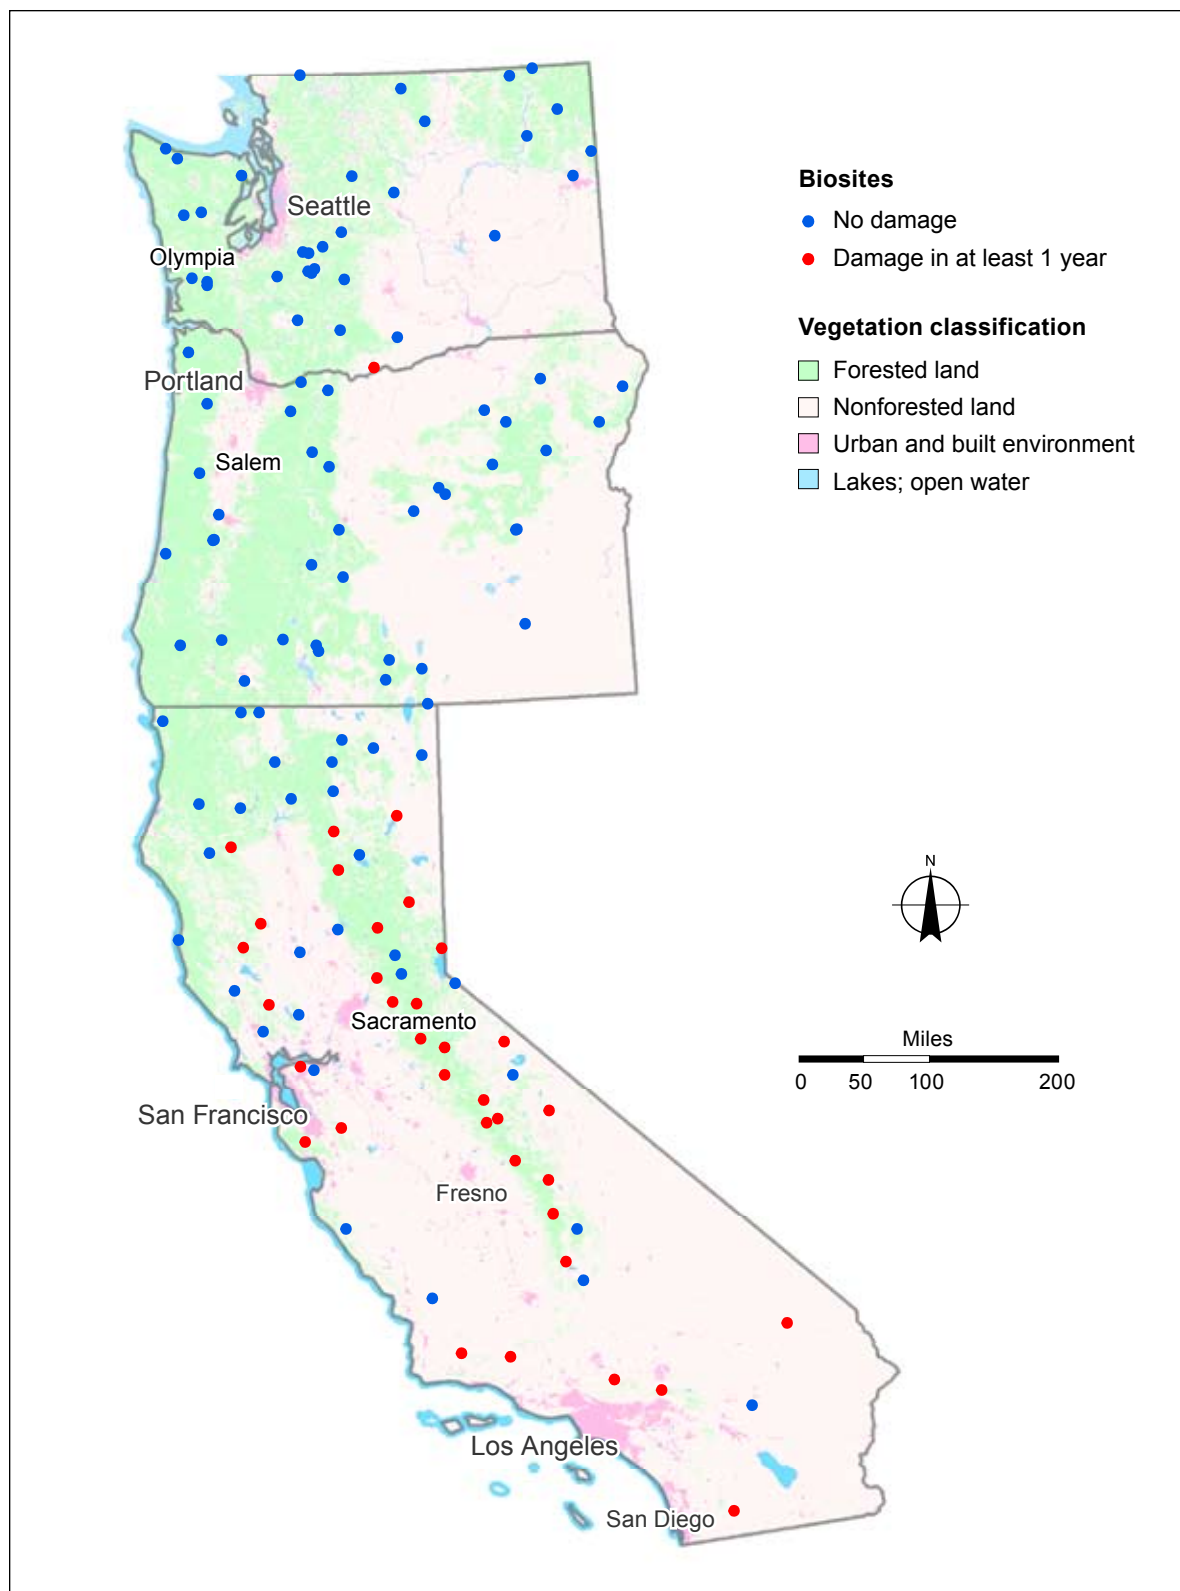 Biosites
No damage
Damage in at least 1 year
Vegetation classification
Forested land
Nonforested land
Urban and built environment
Lakes; open water
Seattle
Olympia
Portland
Salem
N
Sacramento
Miles
0 50 100 200
San Francisco
Fresno
Los Angeles
San Diego